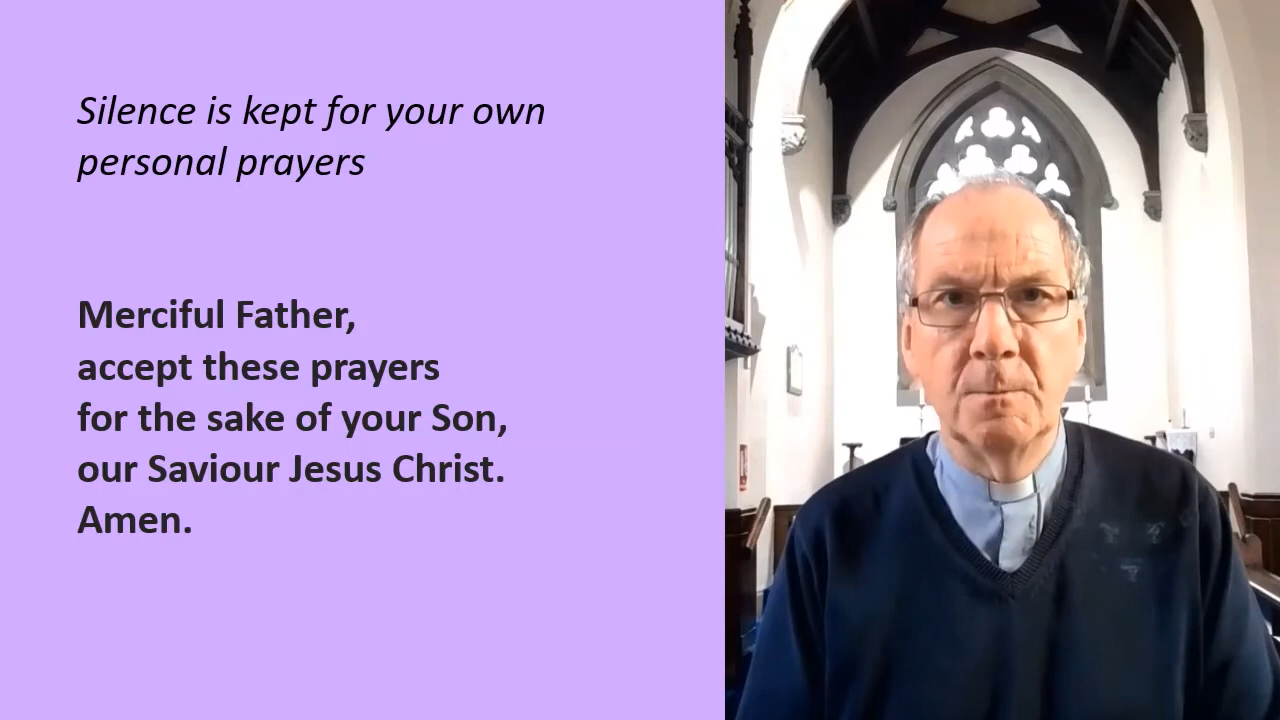 Silence is kept for your own
personal prayers
Merciful Father,
accept these prayers
for the sake of your Son,
our Saviour Jesus Christ.
Amen.